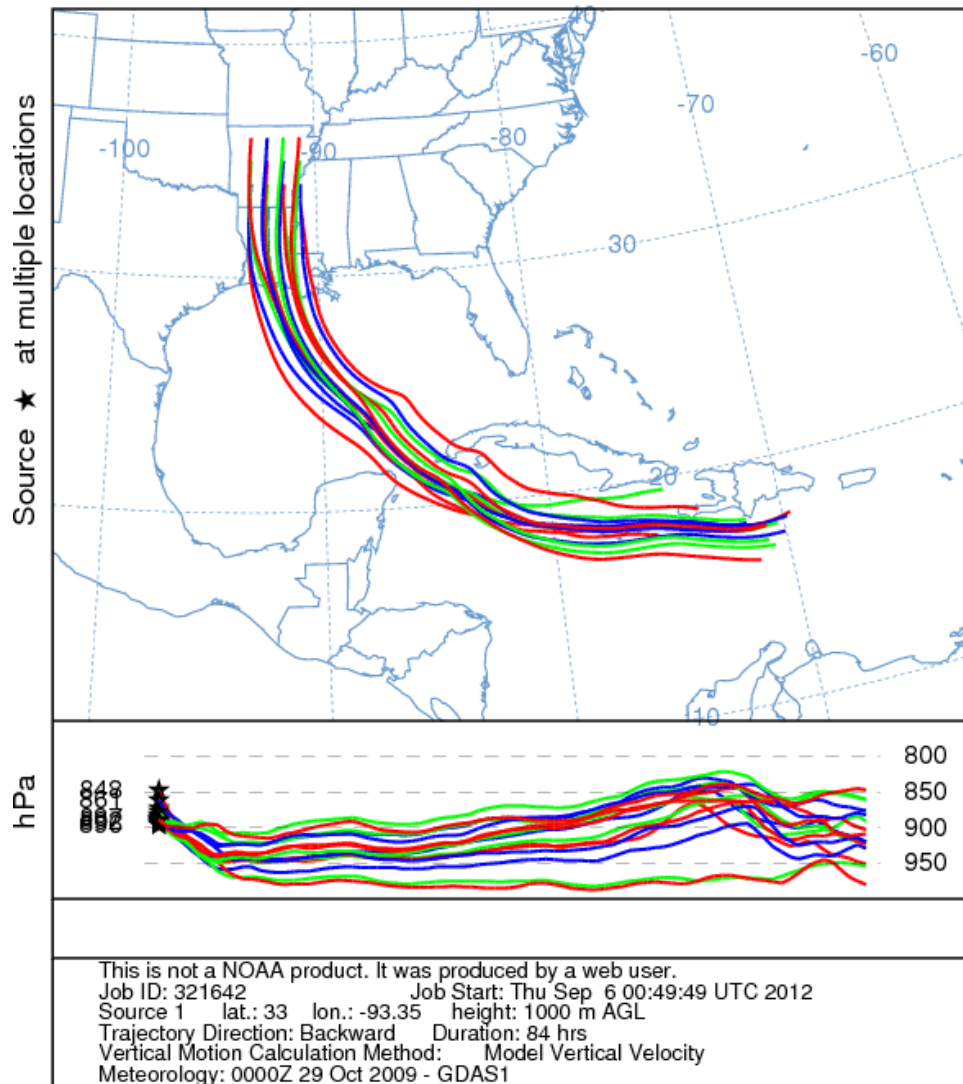 40
-60
-70
-100
-90
-80
30
20
10
Source ★ at multiple locations
hPa
800
850
900
950
861
This is not a NOAA product. It was produced by a web user.
Job ID: 321642 Job Start: Thu Sep 6 00:49:49 UTC 2012
Source 1 lat.: 33 lon.: -93.35 height: 1000 m AGL
Trajectory Direction: Backward Duration: 84 hrs
Vertical Motion Calculation Method: Model Vertical Velocity
Meteorology: 0000Z 29 Oct 2009 - GDAS1